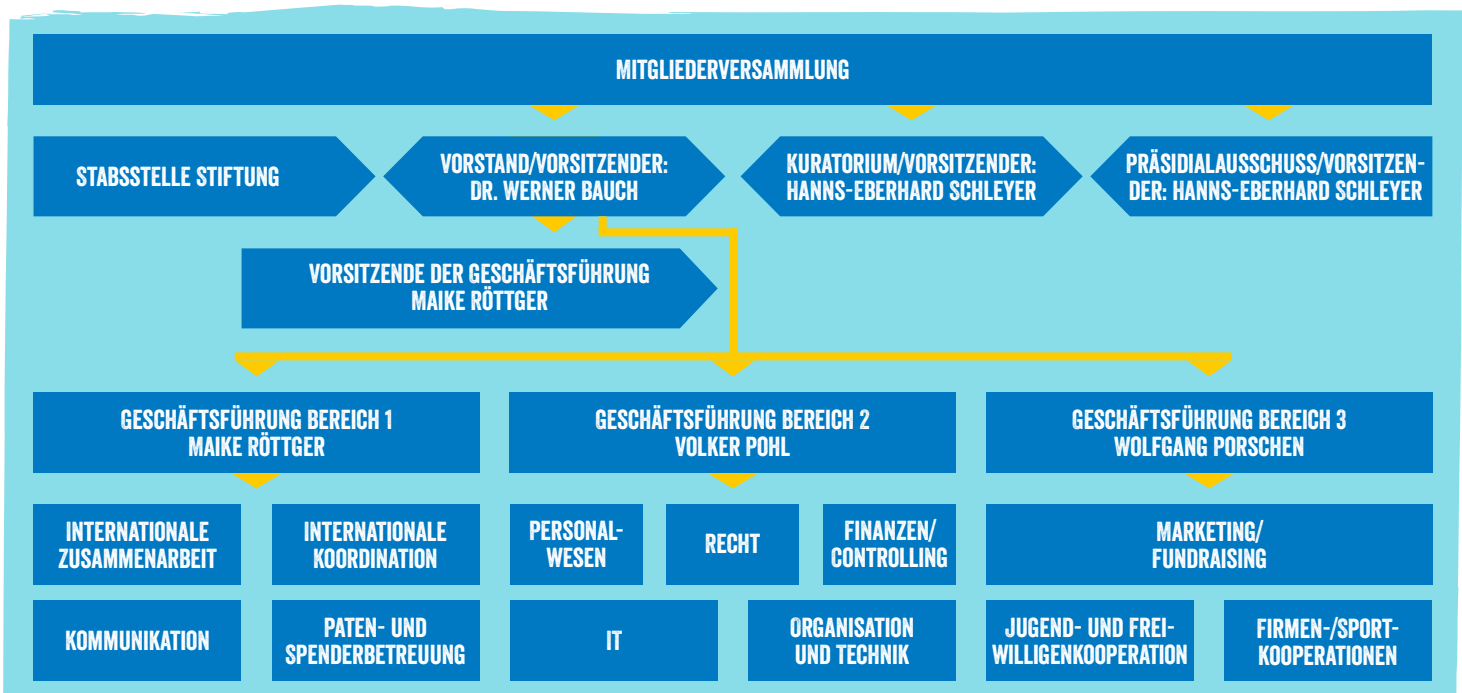 MITGLIEDERVERSAMMLUNG
STABSSTELLE STIFTUNG
VORSTAND/VORSITZENDER:
DR. WERNER BAUCH
KURATORIUM/VORSITZENDER:
HANNS-EBERHARD SCHLEYER
PRÄSIDIALAUSSCHUSS/VORSITZEN-
DER: HANNS-EBERHARD SCHLEYER
VORSITZENDE DER GESCHÄFTSFÜHRUNG
MAIKE RÖTTGER
GESCHÄFTSFÜHRUNG BEREICH 1
MAIKE RÖTTGER
GESCHÄFTSFÜHRUNG BEREICH 2
VOLKER POHL
GESCHÄFTSFÜHRUNG BEREICH 3
WOLFGANG PORSCHEN
INTERNATIONALE
ZUSAMMENARBEIT
INTERNATIONALE
KOORDINATION
PERSONAL-
WESEN
RECHT
FINANZEN/
CONTROLLING
MARKETING/
FUNDRAISING
KOMMUNIKATION
PATEN- UND
SPENDERBETREUUNG
IT
ORGANISATION
UND TECHNIK
JUGEND- UND FREI-
WILLIGENKOOPERATION
FIRMEN-/SPORT-
KOOPERATIONEN